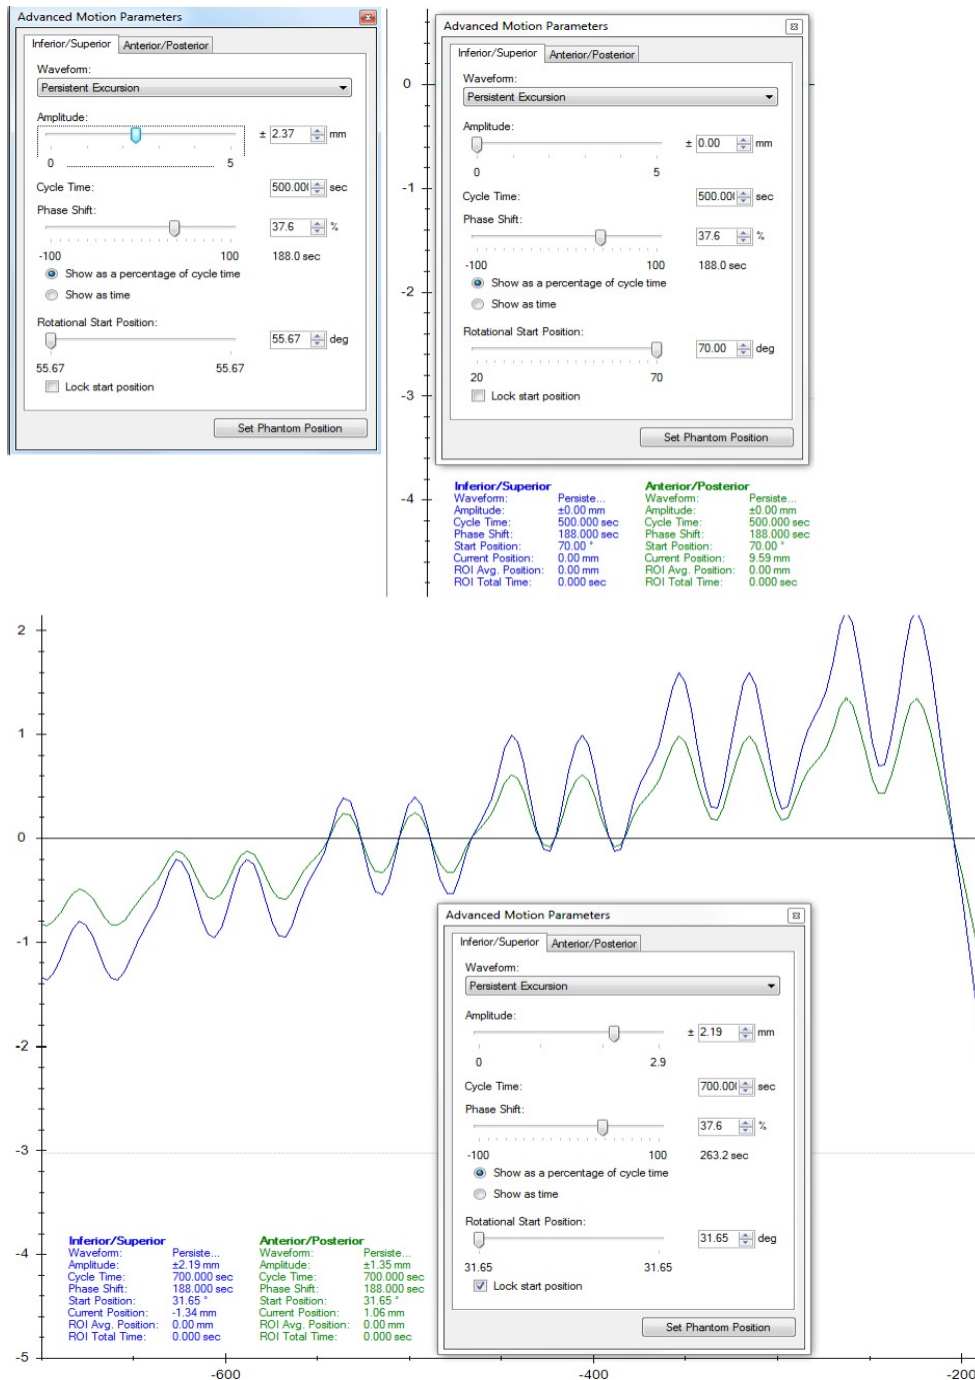 Advanced Motion Parameters
Inferior/Superior Anterior/Posterior
Waveform:
Persistent Excursion
Amplitude:
± 2.37 mm
0 5
Cycle Time: 500.00 sec
Phase Shift:
37.6 %
-100 100 188.0 sec
Show as a percentage of cycle time
Show as time
Rotational Start Position:
55.67 deg
55.67 55.67
Lock start position
Set Phantom Position
0
-1
-2
-3
-4
Advanced Motion Parameters
Inferior/Superior Anterior/Posterior
Waveform:
Persistent Excursion
Amplitude:
± 0.00 mm
0 5
Cycle Time: 500.00 sec
Phase Shift:
37.6 %
-100 100 188.0 sec
Show as a percentage of cycle time
Show as time
Rotational Start Position:
70.00 deg
20 70
Lock start position
Set Phantom Position
Inferior/Superior
Waveform: Persiste...
Amplitude: ±0.00 mm
Cycle Time: 500.000 sec
Phase Shift: 188.000 sec
Start Position: 70.00 °
Current Position: 0.00 mm
ROI Avg. Position: 0.00 mm
ROI Total Time: 0.000 sec
Anterior/Posterior
Waveform: Persiste...
Amplitude: ±0.00 mm
Cycle Time: 500.000 sec
Phase Shift: 188.000 sec
Start Position: 70.00 °
Current Position: 9.59 mm
ROI Avg. Position: 0.00 mm
ROI Total Time: 0.000 sec
2
1
0
-1
-2
-3
-4
-5
-600 -400 -200
Advanced Motion Parameters
Inferior/Superior Anterior/Posterior
Waveform:
Persistent Excursion
Amplitude:
± 2.19 mm
0 2.9
Cycle Time: 700.00 sec
Phase Shift:
37.6 %
-100 100 263.2 sec
Show as a percentage of cycle time
Show as time
Rotational Start Position:
31.65 deg
31.65 31.65
Lock start position
Set Phantom Position
Inferior/Superior
Waveform: Persiste...
Amplitude: ±2.19 mm
Cycle Time: 700.000 sec
Phase Shift: 188.000 sec
Start Position: 31.65 °
Current Position: -1.34 mm
ROI Avg. Position: 0.00 mm
ROI Total Time: 0.000 sec
Anterior/Posterior
Waveform: Persiste...
Amplitude: ±1.35 mm
Cycle Time: 700.000 sec
Phase Shift: 188.000 sec
Start Position: 31.65 °
Current Position: 1.06 mm
ROI Avg. Position: 0.00 mm
ROI Total Time: 0.000 sec